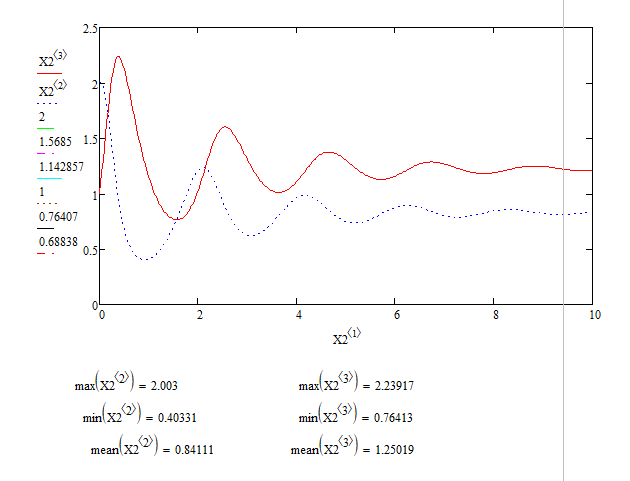 2.5
X2⟨3⟩
X2⟨2⟩
2
2
1.5685
1.5
1.142857
1
1
0.76407
0.68838
0.5
0
0 2 4 6 8 10
X2⟨1⟩
max(X2⟨2⟩) = 2.003 max(X2⟨3⟩) = 2.23917
min(X2⟨2⟩) = 0.40331 min(X2⟨3⟩) = 0.76413
mean(X2⟨2⟩) = 0.84111 mean(X2⟨3⟩) = 1.25019